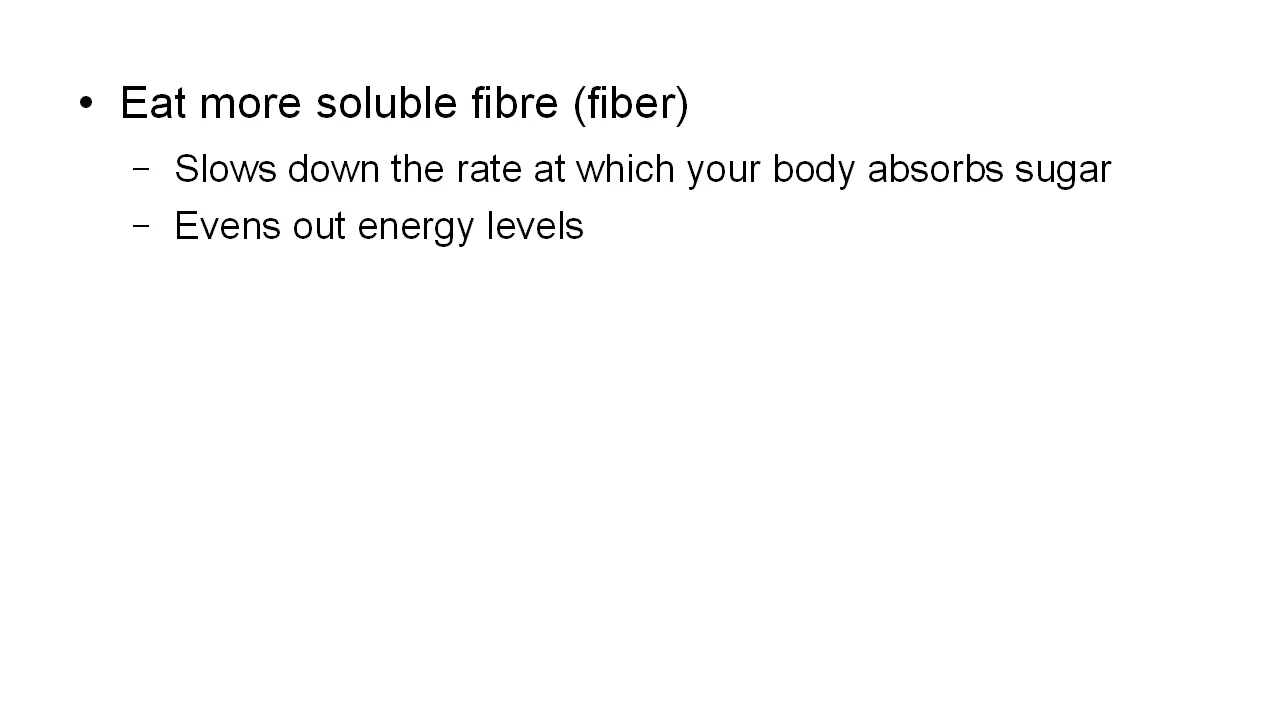 • Eat more soluble fibre (fiber)
– Slows down the rate at which your body absorbs sugar
– Evens out energy levels